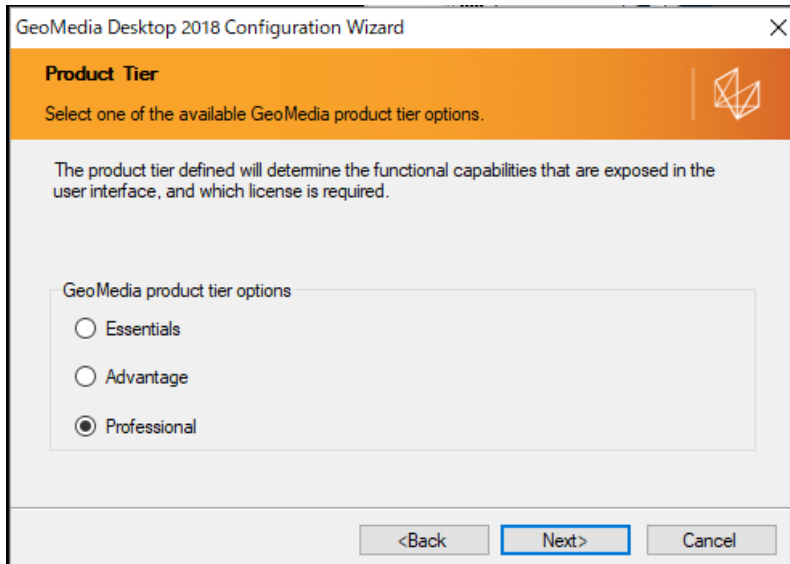 GeoMedia Desktop 2018 Configuration Wizard
Product Tier
Select one of the available GeoMedia product tier options.
The product tier defined will determine the functional capabilities that are exposed in the
user interface, and which license is required.
GeoMedia product tier options
Essentials
Advantage
Professional
<Back Next> Cancel